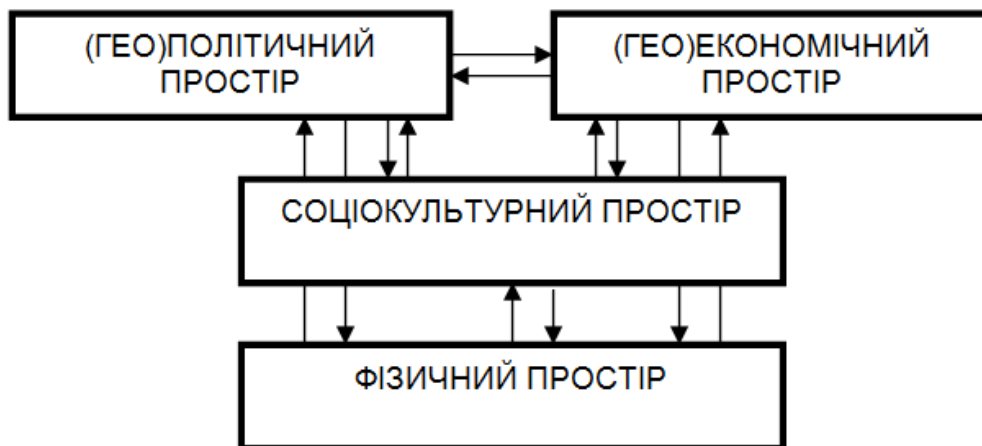 (ГЕО)ПОЛІТИЧНИЙ
ПРОСТІР
(ГЕО)ЕКОНОМІЧНИЙ
ПРОСТІР
СОЦІОКУЛЬТУРНИЙ ПРОСТІР
ФІЗИЧНИЙ ПРОСТІР